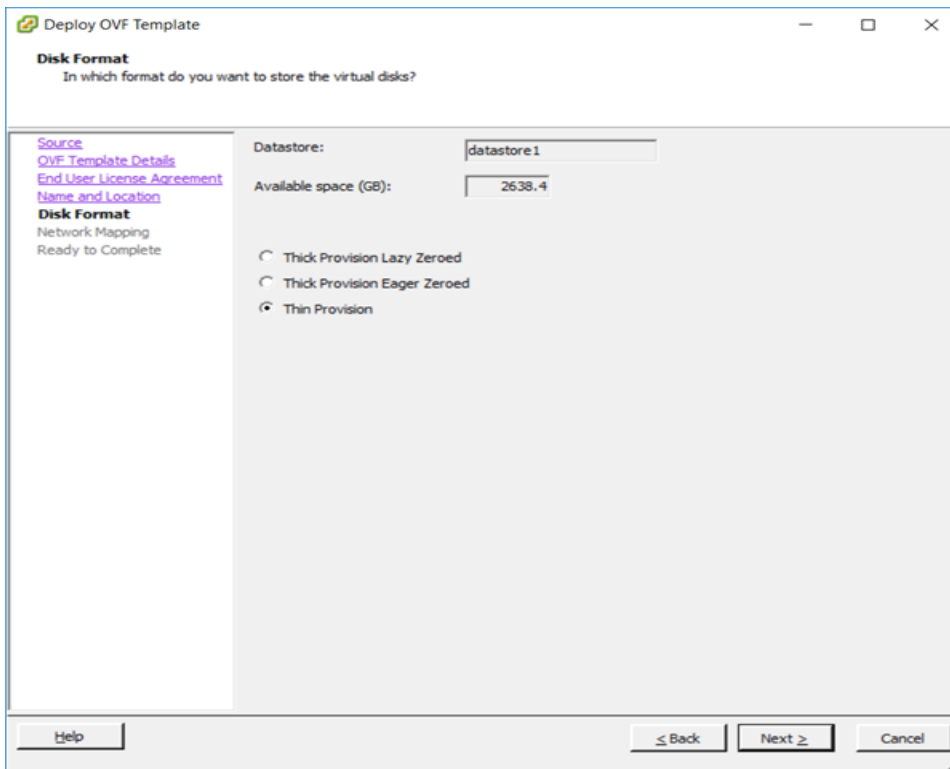 Deploy OVF Template
Disk Format
In which format do you want to store the virtual disks?
Source
OVF Template Details
End User License Agreement
Name and Location
Disk Format
Network Mapping
Ready to Complete
Datastore:
datastore1
Available space (GB):
2638.4
Thick Provision Lazy Zeroed
Thick Provision Eager Zeroed
Thin Provision
Help
< Back
Next >
Cancel